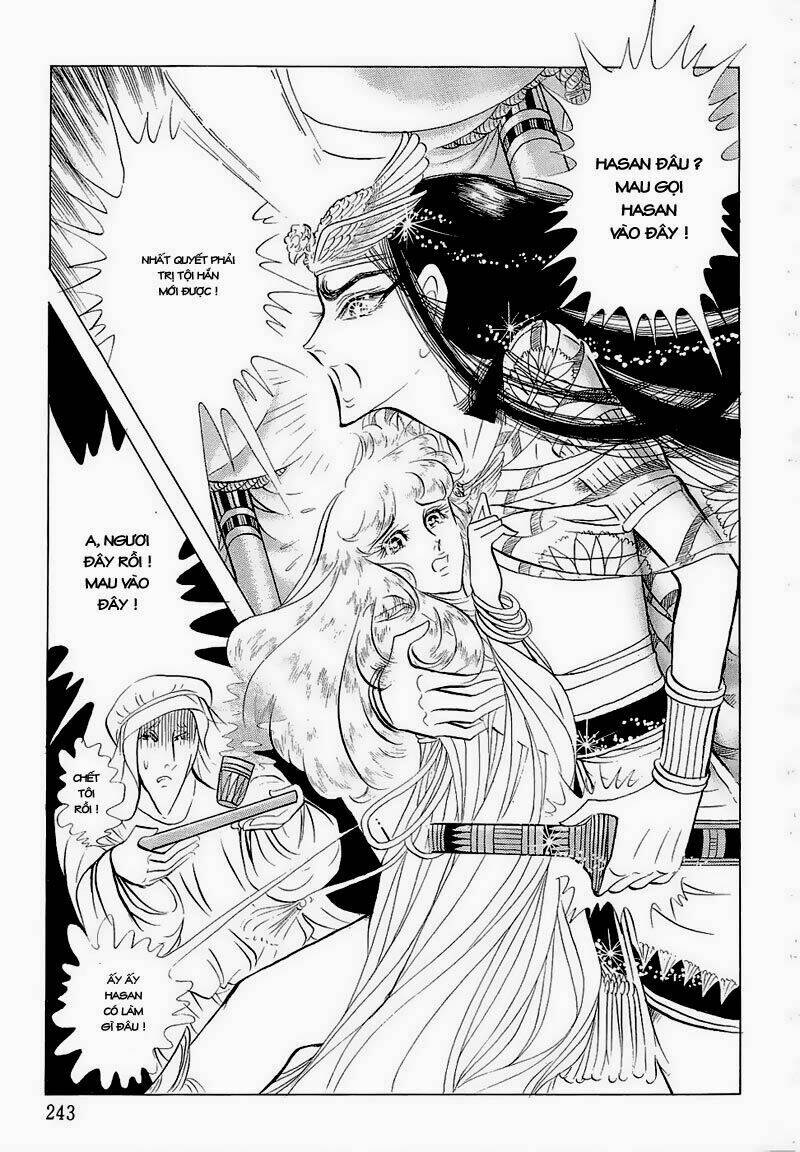 HASAN ĐÂU ?
MAU GỌI
HASAN
VÀO ĐÂY !
NHẤT QUYẾT PHẢI
TRỊ TỘI HẮN
MỚI ĐƯỢC !
A, NGƯƠI
ĐÂY RỒI !
MAU VÀO
ĐÂY !
CHẾT
TÔI
RỒI !
ẤY ẤY
HASAN
CÓ LÀM
GÌ ĐÂU !
243